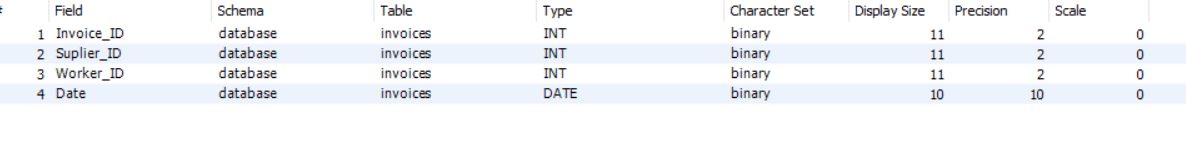 # Field Schema Table Type Character Set Display Size Precision Scale
1 Invoice_ID database invoices INT binary 11 2 0
2 Suplier_ID database invoices INT binary 11 2 0
3 Worker_ID database invoices INT binary 11 2 0
4 Date database invoices DATE binary 10 10 0